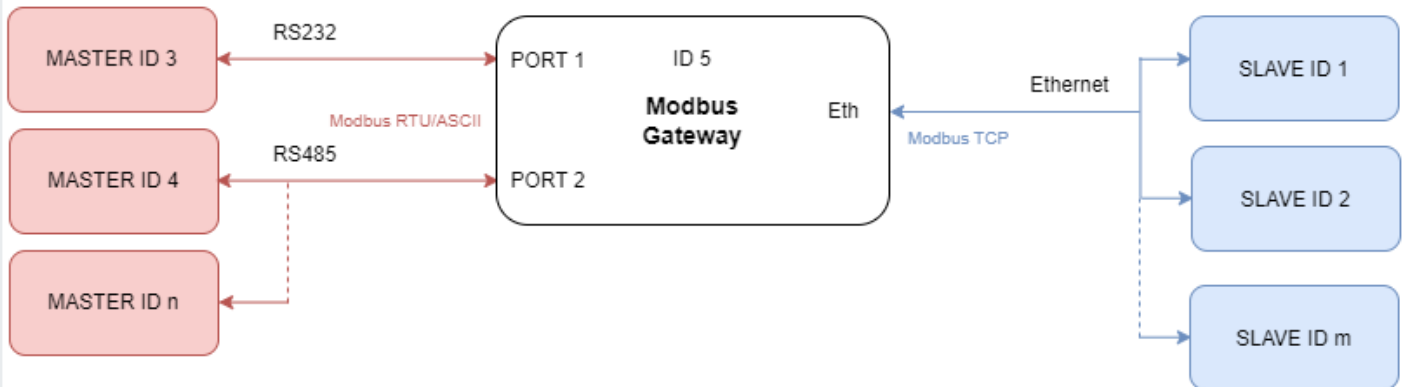 MASTER ID 3
RS232
PORT 1
ID 5
Modbus
Gateway
Eth
Ethernet
SLAVE ID 1
Modbus RTU/ASCII
Modbus TCP
MASTER ID 4
RS485
PORT 2
SLAVE ID 2
MASTER ID n
SLAVE ID m